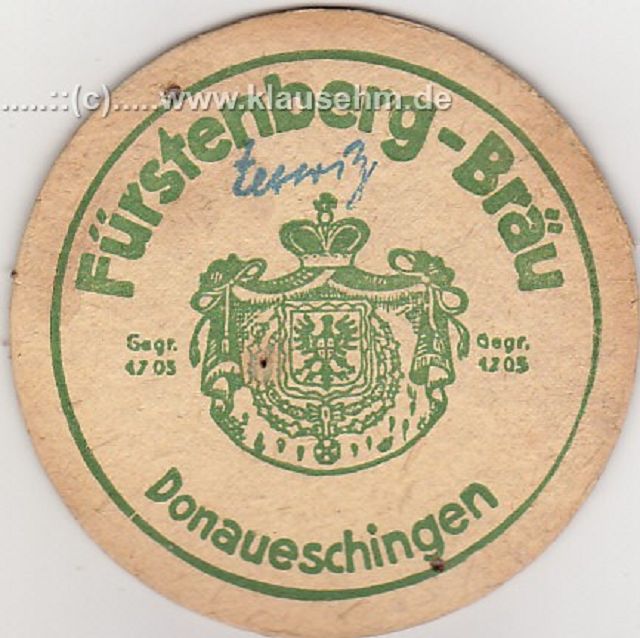 .....::(c).....www.klausehm.de
Fürstenberg-Bräu
Gegr.
1705
Gegr.
1705
Donaueschingen